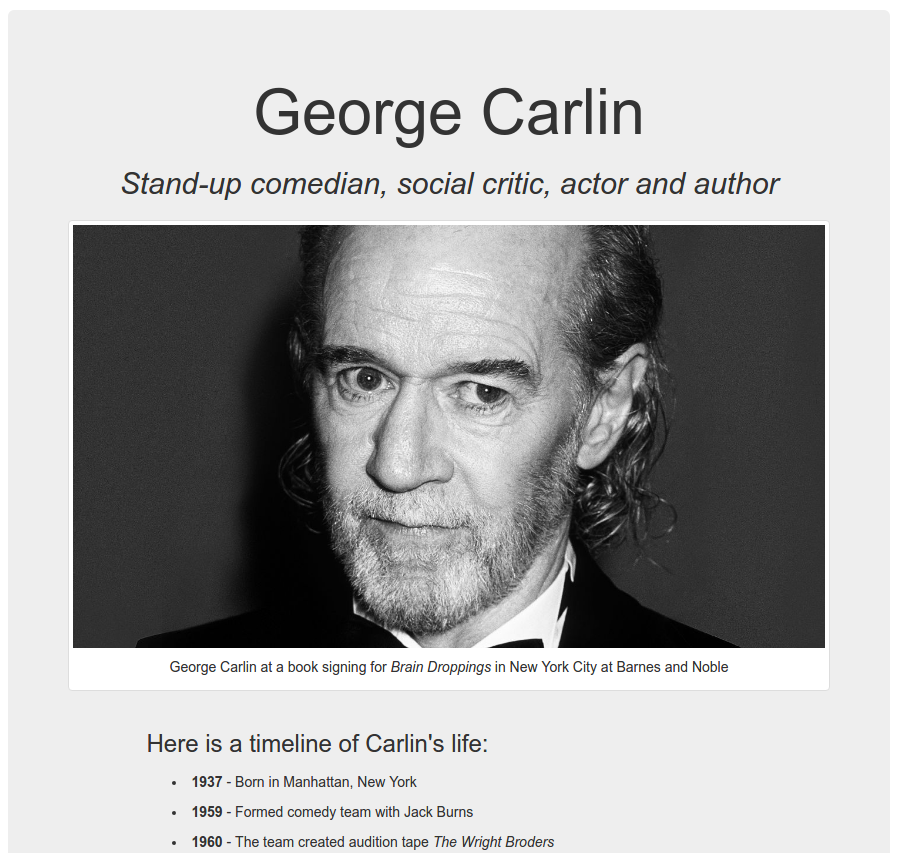 George Carlin
Stand-up comedian, social critic, actor and author
George Carlin at a book signing for Brain Droppings in New York City at Barnes and Noble
Here is a timeline of Carlin's life:
• 1937 - Born in Manhattan, New York
• 1959 - Formed comedy team with Jack Burns
• 1960 - The team created audition tape The Wright Broders